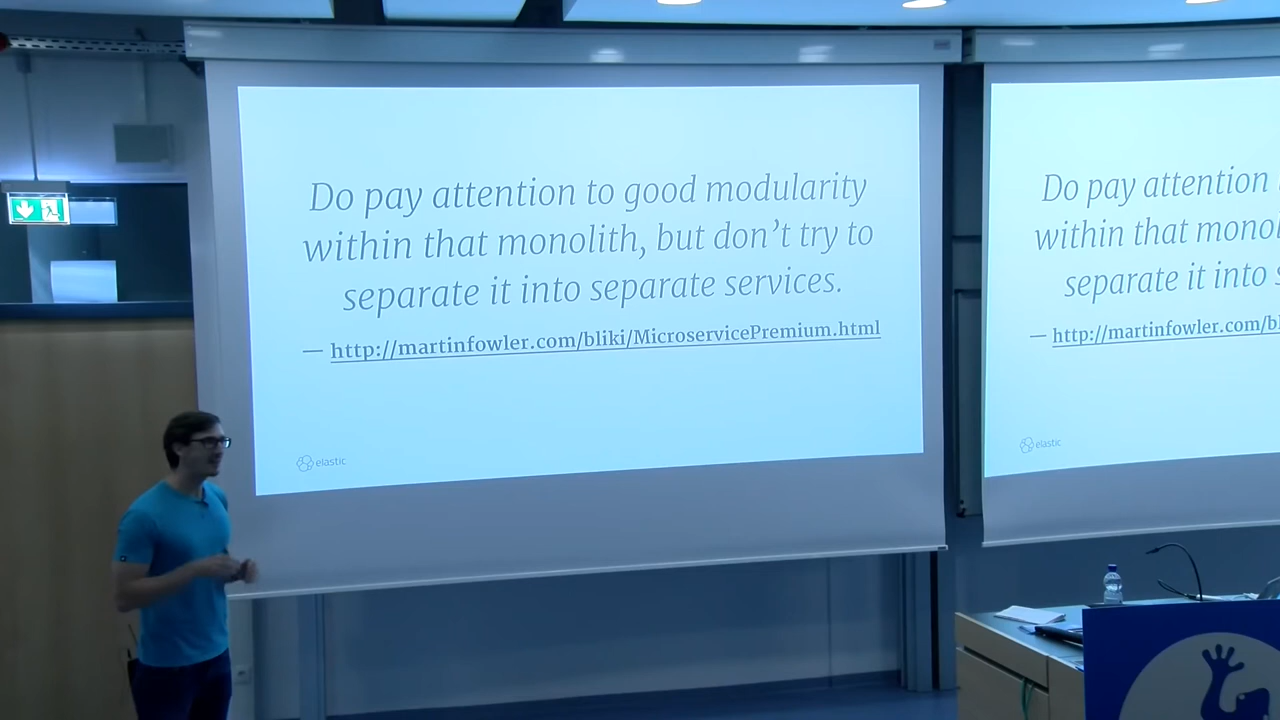 Do pay attention to good modularity
within that monolith, but don't try to
separate it into separate services.
— http://martinfowler.com/bliki/MicroservicePremium.html
elastic
Do pay attention
within that monol
separate it into s
— http://martinfowler.com/bl
elastic